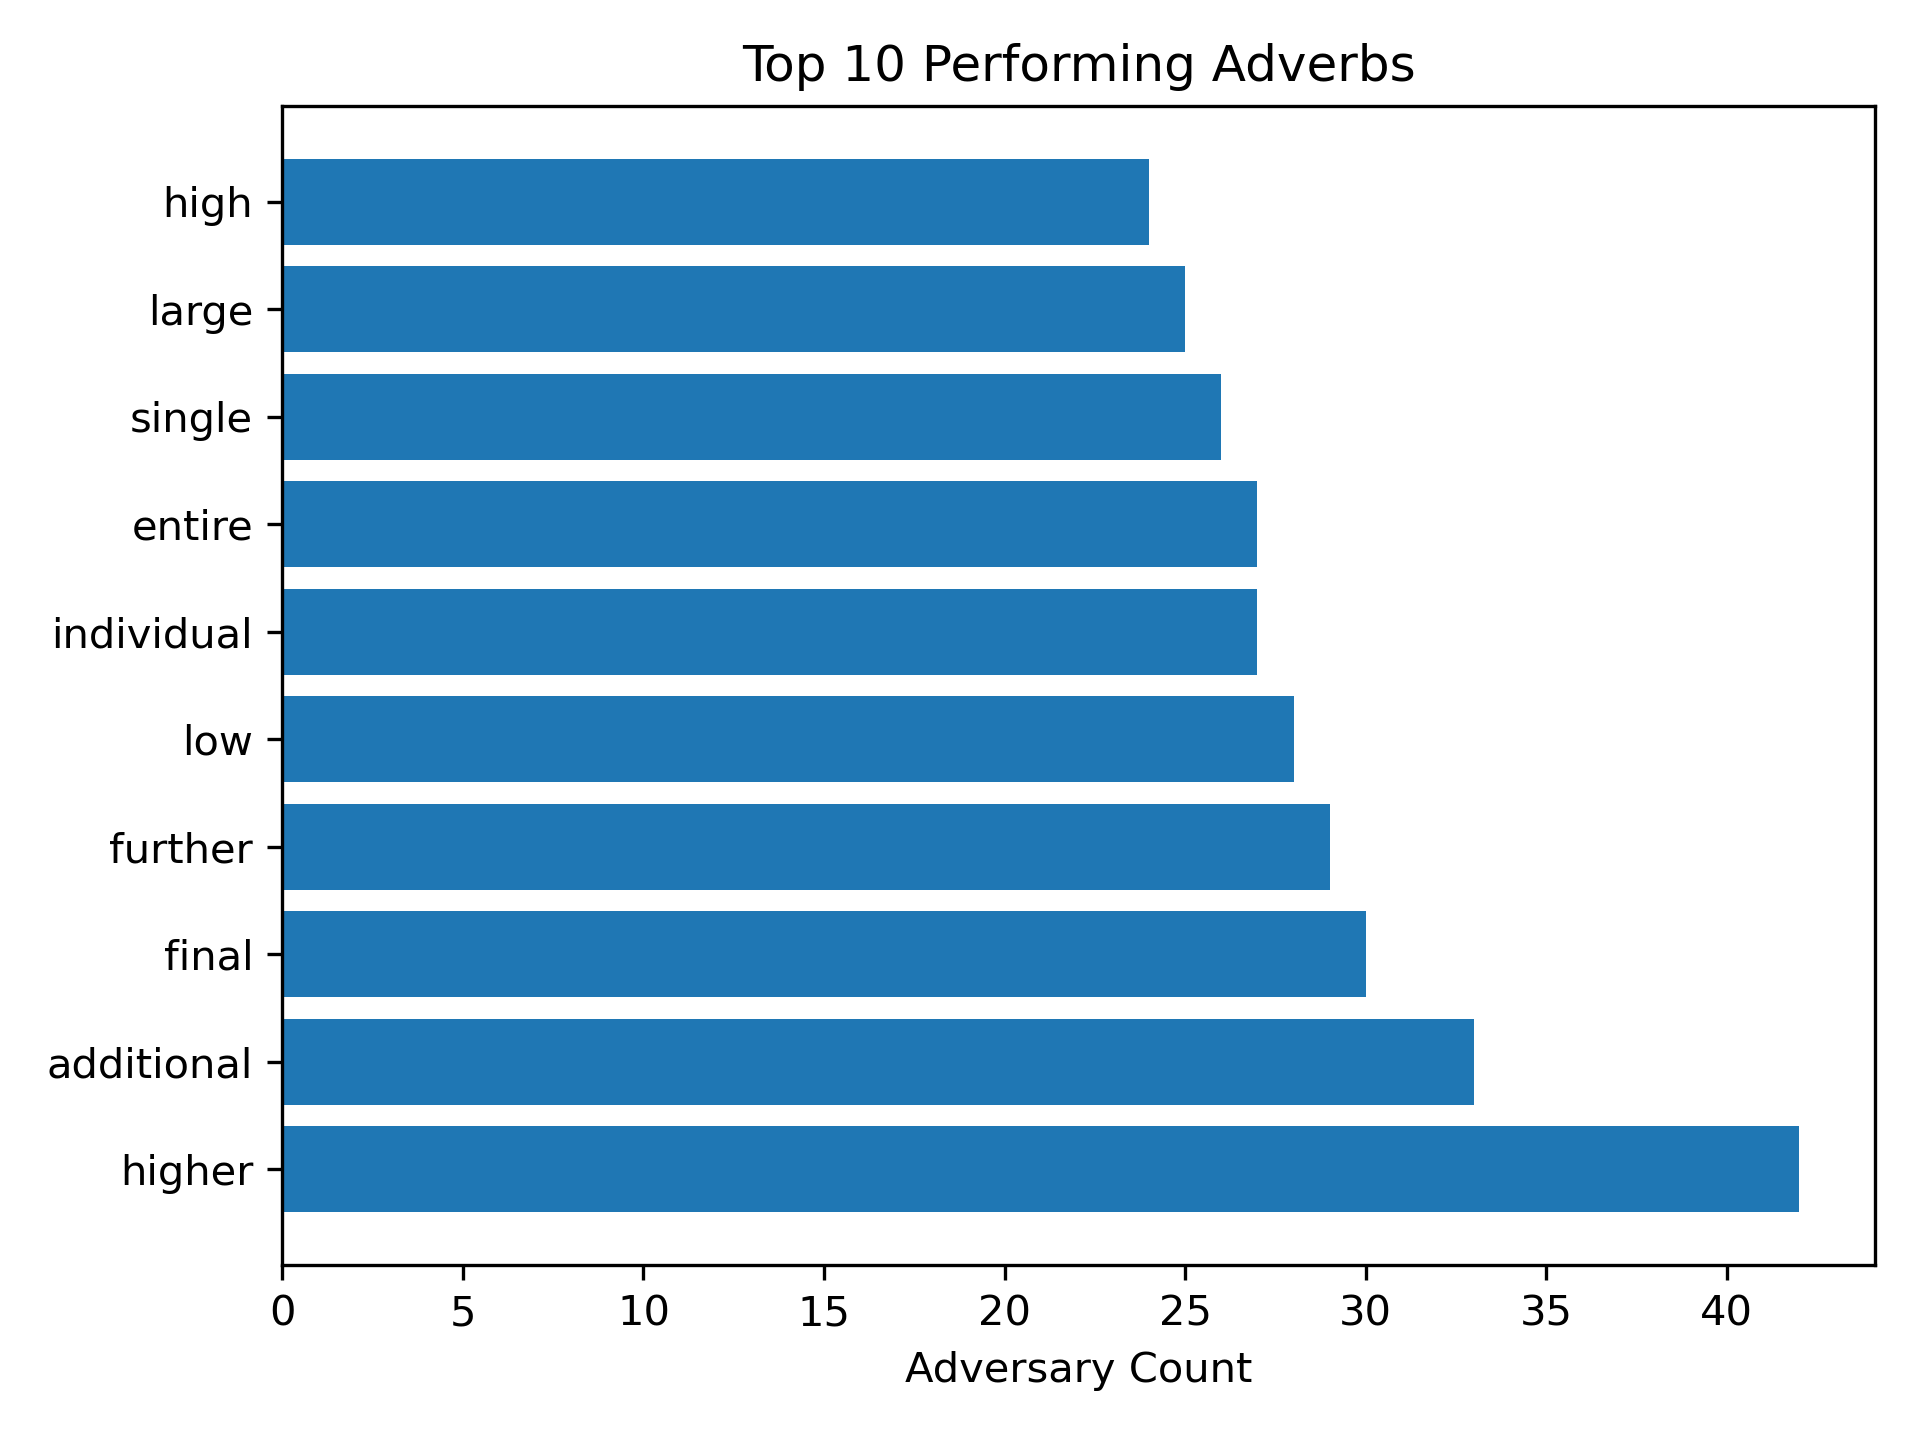 Top 10 Performing Adverbs
high
large
single
entire
individual
low
further
final
additional
higher
0 5 10 15 20 25 30 35 40
Adversary Count